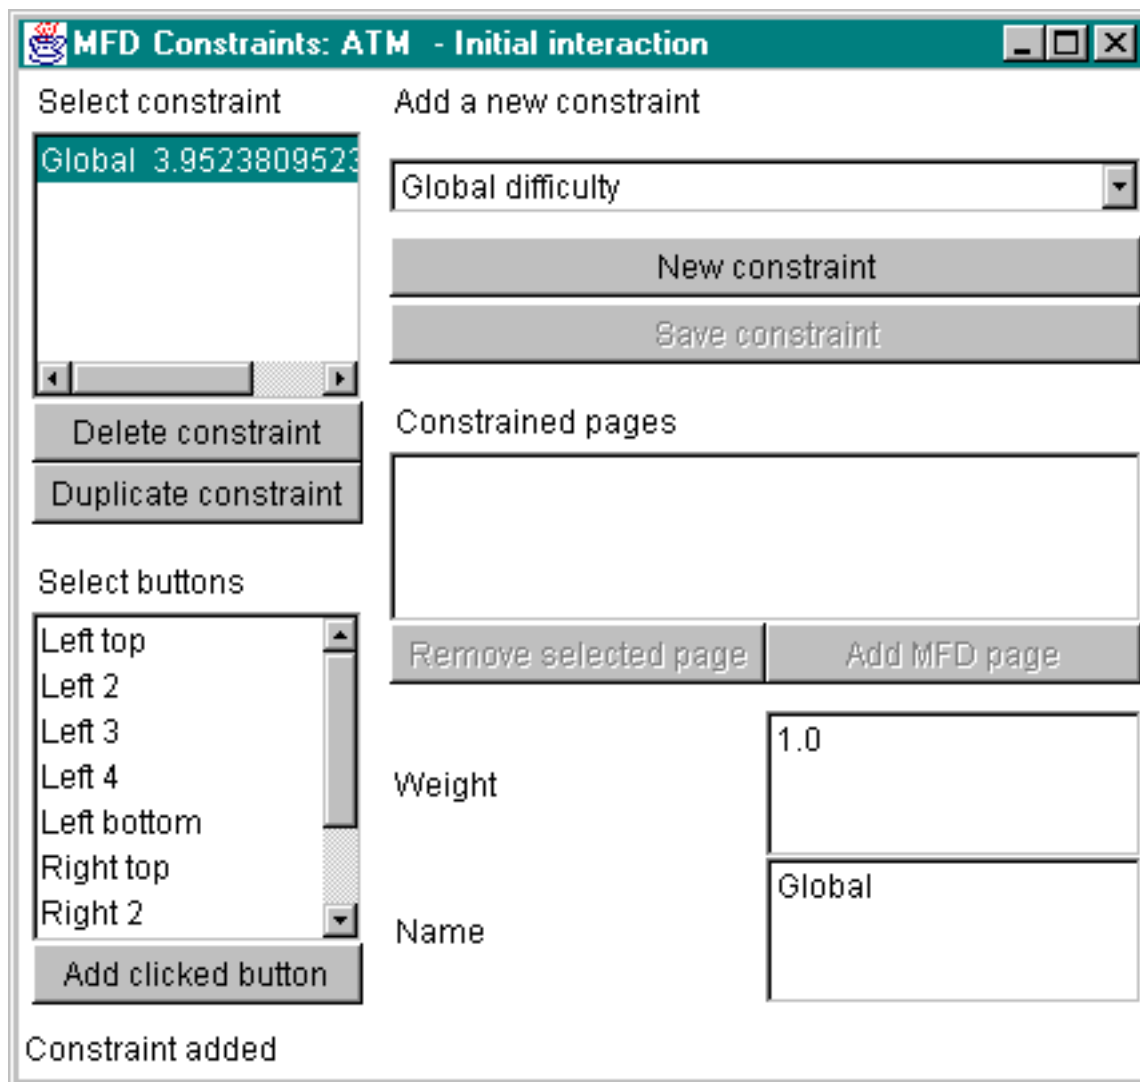 MFD Constraints: ATM - Initial interaction
Select constraint
Global 3.9523809523
Delete constraint
Duplicate constraint
Select buttons
Left top
Left 2
Left 3
Left 4
Left bottom
Right top
Right 2
Add clicked button
Add a new constraint
Global difficulty
New constraint
Save constraint
Constrained pages
Remove selected page
Add MFD page
Weight
1.0
Name
Global
Constraint added